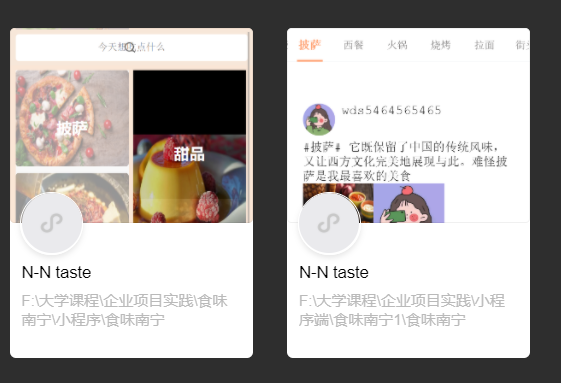 今天想吃点什么
披萨
甜品
N-N taste
F:\大学课程\企业项目实践\食味
南宁\小程序\食味南宁
披萨 西餐 火锅 烧烤 拉面
wds5464565465
#披萨# 它既保留了中国的传统风味，
又让西方文化完美地展现与此。难怪披
萨是我最喜欢的美食
N-N taste
F:\大学课程\企业项目实践\小程
序端\食味南宁1\食味南宁